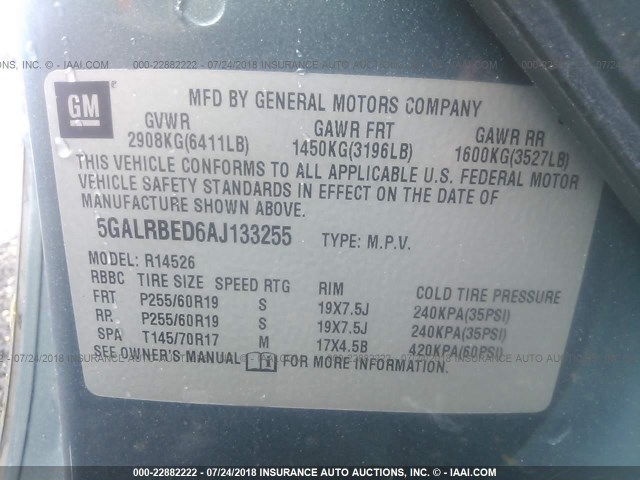 000-22882222 - 07/24/2018 INSURANCE AUTO AUCTIONS, INC. - © - IAAI.COM
GM
MFD BY GENERAL MOTORS COMPANY
GVWR GAWR FRT GAWR RR
2908KG(6411LB) 1450KG(3196LB) 1600KG(3527LB)
THIS VEHICLE CONFORMS TO ALL APPLICABLE U.S. FEDERAL MOTOR
VEHICLE SAFETY STANDARDS IN EFFECT ON THE DATE OF
MANUFACTURE SHOWN ABOVE.
5GALRBED6AJ133255 TYPE: M.P.V.
MODEL: R14526
RBBC TIRE SIZE SPEED RTG RIM COLD TIRE PRESSURE
FRT P255/60R19 S 19X7.5J 240KPA(35PSI)
RR P255/60R19 S 19X7.5J 240KPA(35PSI)
SPA T145/70R17 M 17X4.5B 420KPA(60PSI)
SEE OWNER'S MANUAL i FOR MORE INFORMATION.
000-22882222 - 07/24/2018 INSURANCE AUTO AUCTIONS, INC. - © - IAAI.COM